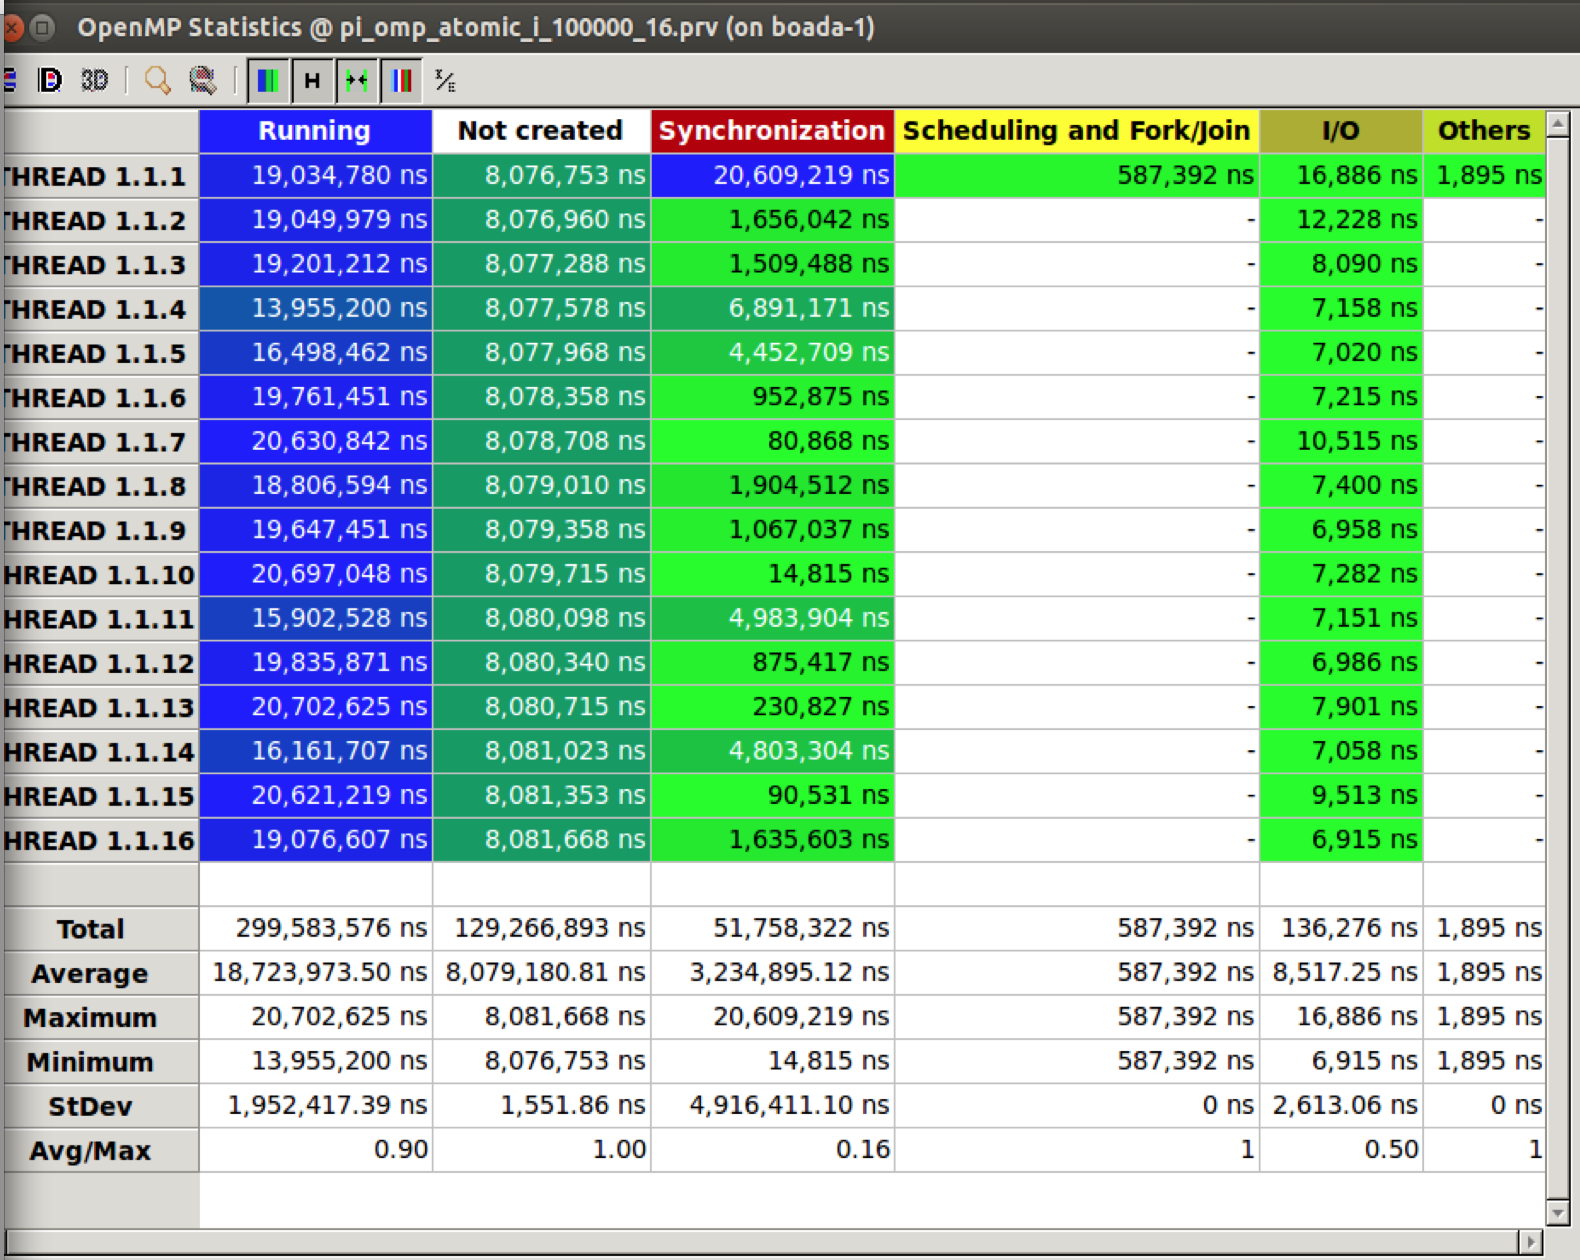 OpenMP Statistics @ pi_omp_atomic_i_100000_16.prv (on boada-1)
D 3D H Σ/E
Running Not created Synchronization Scheduling and Fork/Join I/O Others
THREAD 1.1.1 19,034,780 ns 8,076,753 ns 20,609,219 ns 587,392 ns 16,886 ns 1,895 ns
THREAD 1.1.2 19,049,979 ns 8,076,960 ns 1,656,042 ns - 12,228 ns -
THREAD 1.1.3 19,201,212 ns 8,077,288 ns 1,509,488 ns - 8,090 ns -
THREAD 1.1.4 13,955,200 ns 8,077,578 ns 6,891,171 ns - 7,158 ns -
THREAD 1.1.5 16,498,462 ns 8,077,968 ns 4,452,709 ns - 7,020 ns -
THREAD 1.1.6 19,761,451 ns 8,078,358 ns 952,875 ns - 7,215 ns -
THREAD 1.1.7 20,630,842 ns 8,078,708 ns 80,868 ns - 10,515 ns -
THREAD 1.1.8 18,806,594 ns 8,079,010 ns 1,904,512 ns - 7,400 ns -
THREAD 1.1.9 19,647,451 ns 8,079,358 ns 1,067,037 ns - 6,958 ns -
HREAD 1.1.10 20,697,048 ns 8,079,715 ns 14,815 ns - 7,282 ns -
HREAD 1.1.11 15,902,528 ns 8,080,098 ns 4,983,904 ns - 7,151 ns -
HREAD 1.1.12 19,835,871 ns 8,080,340 ns 875,417 ns - 6,986 ns -
HREAD 1.1.13 20,702,625 ns 8,080,715 ns 230,827 ns - 7,901 ns -
HREAD 1.1.14 16,161,707 ns 8,081,023 ns 4,803,304 ns - 7,058 ns -
HREAD 1.1.15 20,621,219 ns 8,081,353 ns 90,531 ns - 9,513 ns -
HREAD 1.1.16 19,076,607 ns 8,081,668 ns 1,635,603 ns - 6,915 ns -
Total 299,583,576 ns 129,266,893 ns 51,758,322 ns 587,392 ns 136,276 ns 1,895 ns
Average 18,723,973.50 ns 8,079,180.81 ns 3,234,895.12 ns 587,392 ns 8,517.25 ns 1,895 ns
Maximum 20,702,625 ns 8,081,668 ns 20,609,219 ns 587,392 ns 16,886 ns 1,895 ns
Minimum 13,955,200 ns 8,076,753 ns 14,815 ns 587,392 ns 6,915 ns 1,895 ns
StDev 1,952,417.39 ns 1,551.86 ns 4,916,411.10 ns 0 ns 2,613.06 ns 0 ns
Avg/Max 0.90 1.00 0.16 1 0.50 1